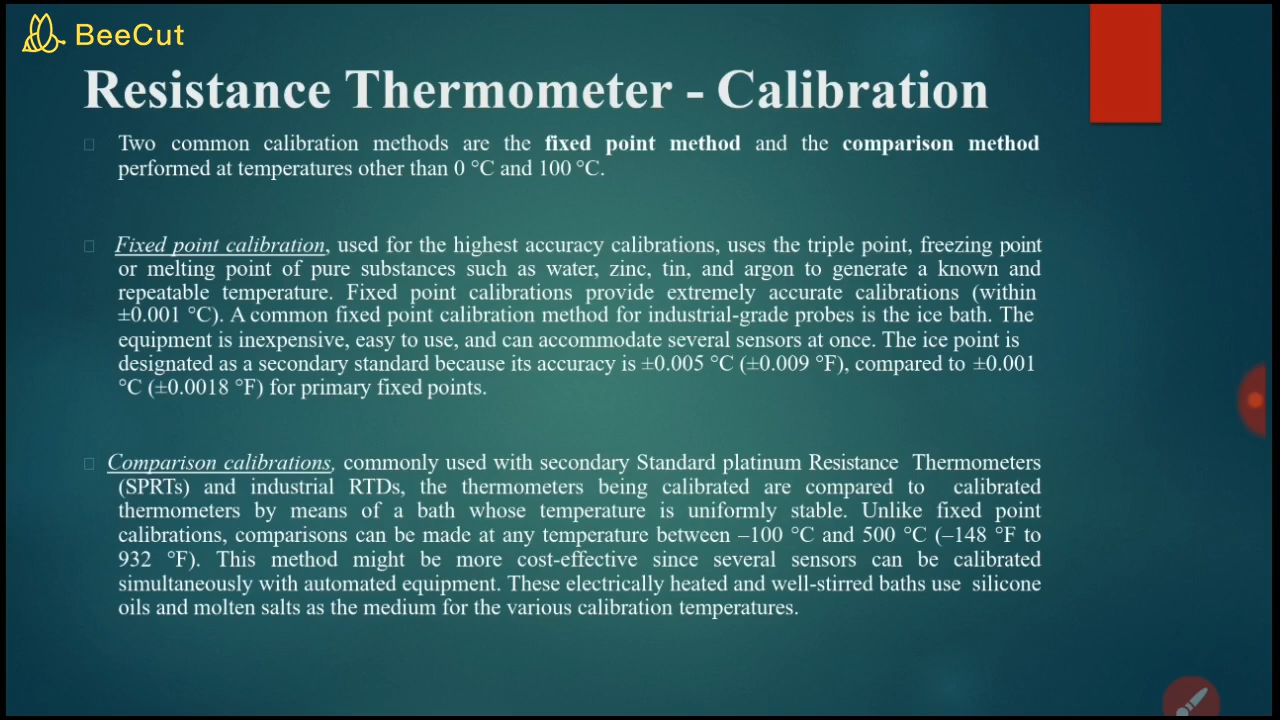 BeeCut
Resistance Thermometer - Calibration
Two common calibration methods are the fixed point method and the comparison method
performed at temperatures other than 0 °C and 100 °C.
Fixed point calibration, used for the highest accuracy calibrations, uses the triple point, freezing point
or melting point of pure substances such as water, zinc, tin, and argon to generate a known and
repeatable temperature. Fixed point calibrations provide extremely accurate calibrations (within
±0.001 °C). A common fixed point calibration method for industrial-grade probes is the ice bath. The
equipment is inexpensive, easy to use, and can accommodate several sensors at once. The ice point is
designated as a secondary standard because its accuracy is ±0.005 °C (±0.009 °F), compared to ±0.001
°C (±0.0018 °F) for primary fixed points.
Comparison calibrations, commonly used with secondary Standard platinum Resistance Thermometers
(SPRTs) and industrial RTDs, the thermometers being calibrated are compared to calibrated
thermometers by means of a bath whose temperature is uniformly stable. Unlike fixed point
calibrations, comparisons can be made at any temperature between –100 °C and 500 °C (–148 °F to
932 °F). This method might be more cost-effective since several sensors can be calibrated
simultaneously with automated equipment. These electrically heated and well-stirred baths use silicone
oils and molten salts as the medium for the various calibration temperatures.